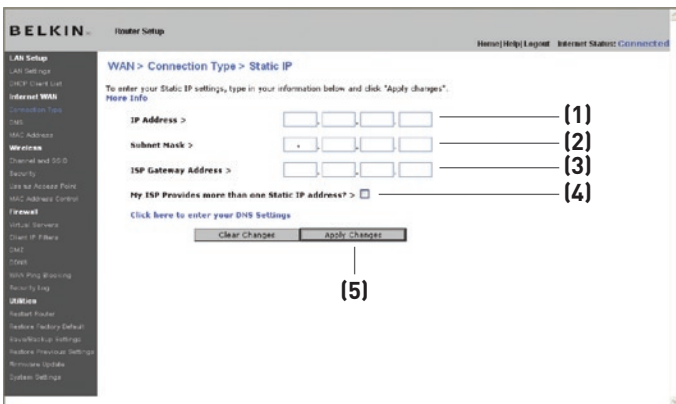 BELKIN
Router Setup
Home|Help|Logout Internet Status: Connected
LAN Setup
LAN Settings
DHCP Client List
Internet WAN
Connection Type
DNS
MAC Address
Wireless
Channel and SSID
Security
Use as Access Point
MAC Address Control
Firewall
Virtual Servers
Client IP Filters
DMZ
DDNS
WAN Ping Blocking
Security Log
Utilities
Restart Router
Restore Factory Default
Save/Backup Settings
Restore Previous Settings
Firmware Update
System Settings
WAN > Connection Type > Static IP
To enter your Static IP settings, type in your information below and click "Apply changes".
More Info
IP Address > . . . (1)
Subnet Mask > . . . (2)
ISP Gateway Address > . . . (3)
My ISP Provides more than one Static IP address? > (4)
Click here to enter your DNS Settings
Clear Changes Apply Changes
(5)